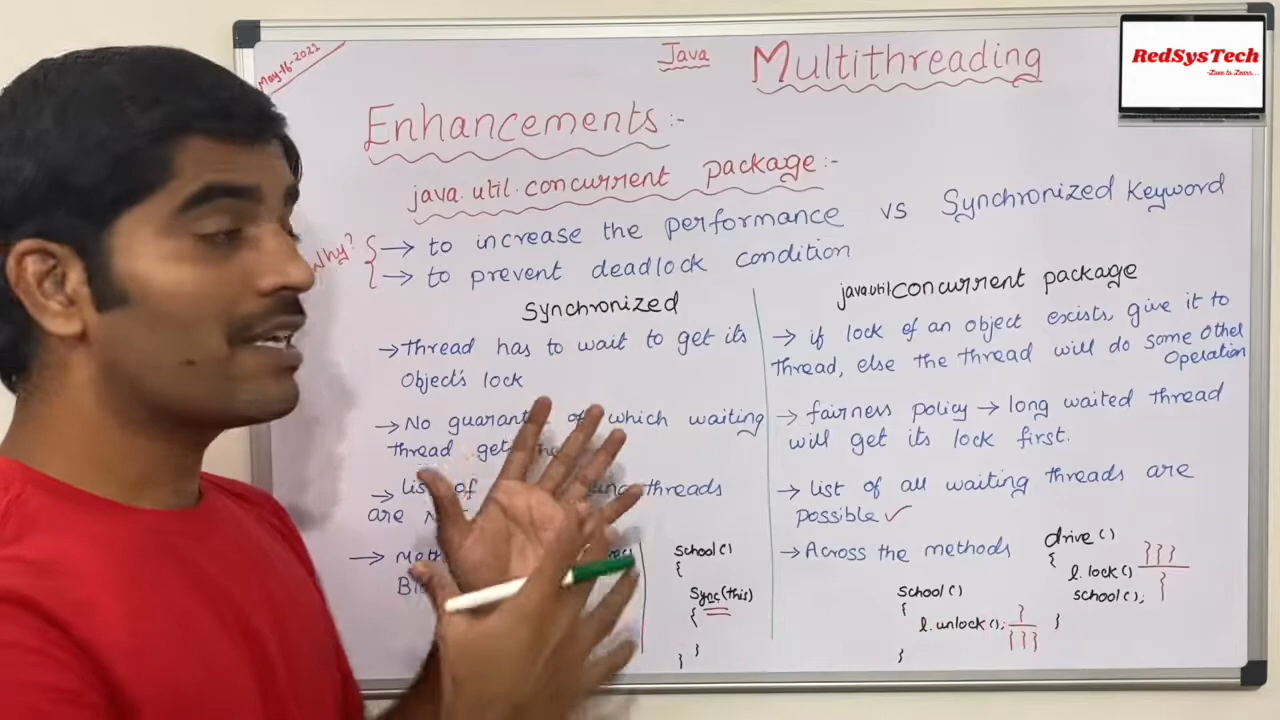 May-16-2021
Java Multithreading
RedSysTech
-Love to Learn...
Enhancements:-
java.util.concurrent package:-
Why?
→ to increase the performance vs Synchronized Keyword
→ to prevent deadlock condition
Synchronized
→ Thread has to wait to get its
Object's lock
→ No guarant of which waiting
thread get
→ list of threads
are
→
school()
{
Sync(this)
{
}
}
java.util.concurrent package
→ if lock of an object exists, give it to
thread, else the thread will do some other
Operation
→ fairness policy → long waited thread
will get its lock first.
→ list of all waiting threads are
possible ✓
→ Across the methods
drive()
{
l.lock() }}}
school(); {
}
school()
{
l.unlock(); }
{}}}
}